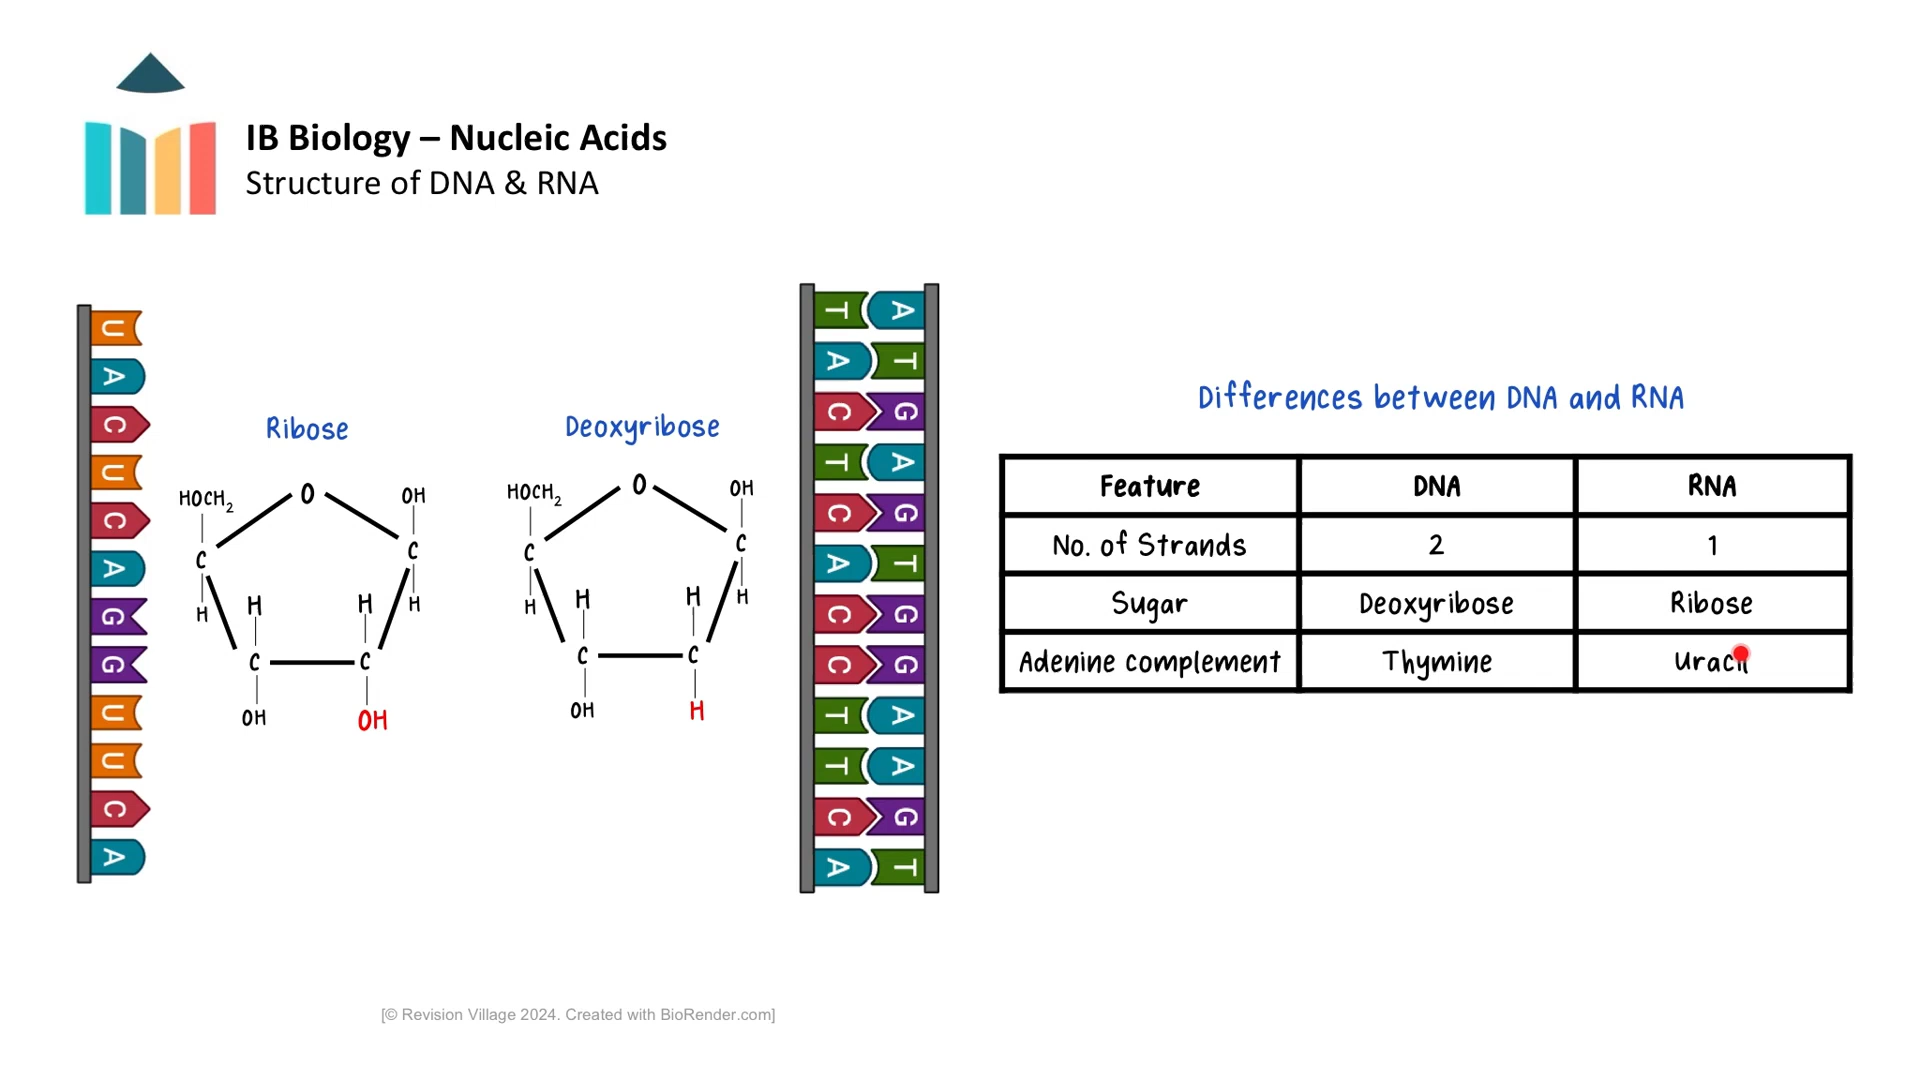 IB Biology – Nucleic Acids
Structure of DNA & RNA
U
A
C
U
C
A
G
G
U
U
C
A
Ribose
O
HOCH2
OH
C
C
H
H
H
H
C
C
OH
OH
Deoxyribose
O
HOCH2
OH
C
C
H
H
H
H
C
C
OH
H
T A
A T
C G
T A
C G
A T
C G
C G
T A
T A
C G
A T
Differences between DNA and RNA
Feature DNA RNA
No. of Strands 2 1
Sugar Deoxyribose Ribose
Adenine complement Thymine Uracil
[© Revision Village 2024. Created with BioRender.com]